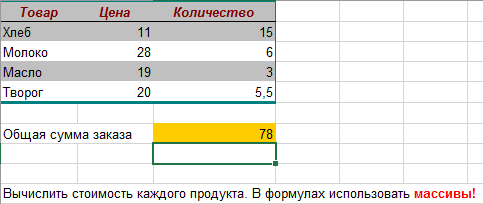 Товар Цена Количество
Хлеб 11 15
Молоко 28 6
Масло 19 3
Творог 20 5,5
Общая сумма заказа 78
Вычислить стоимость каждого продукта. В формулах использовать массивы!